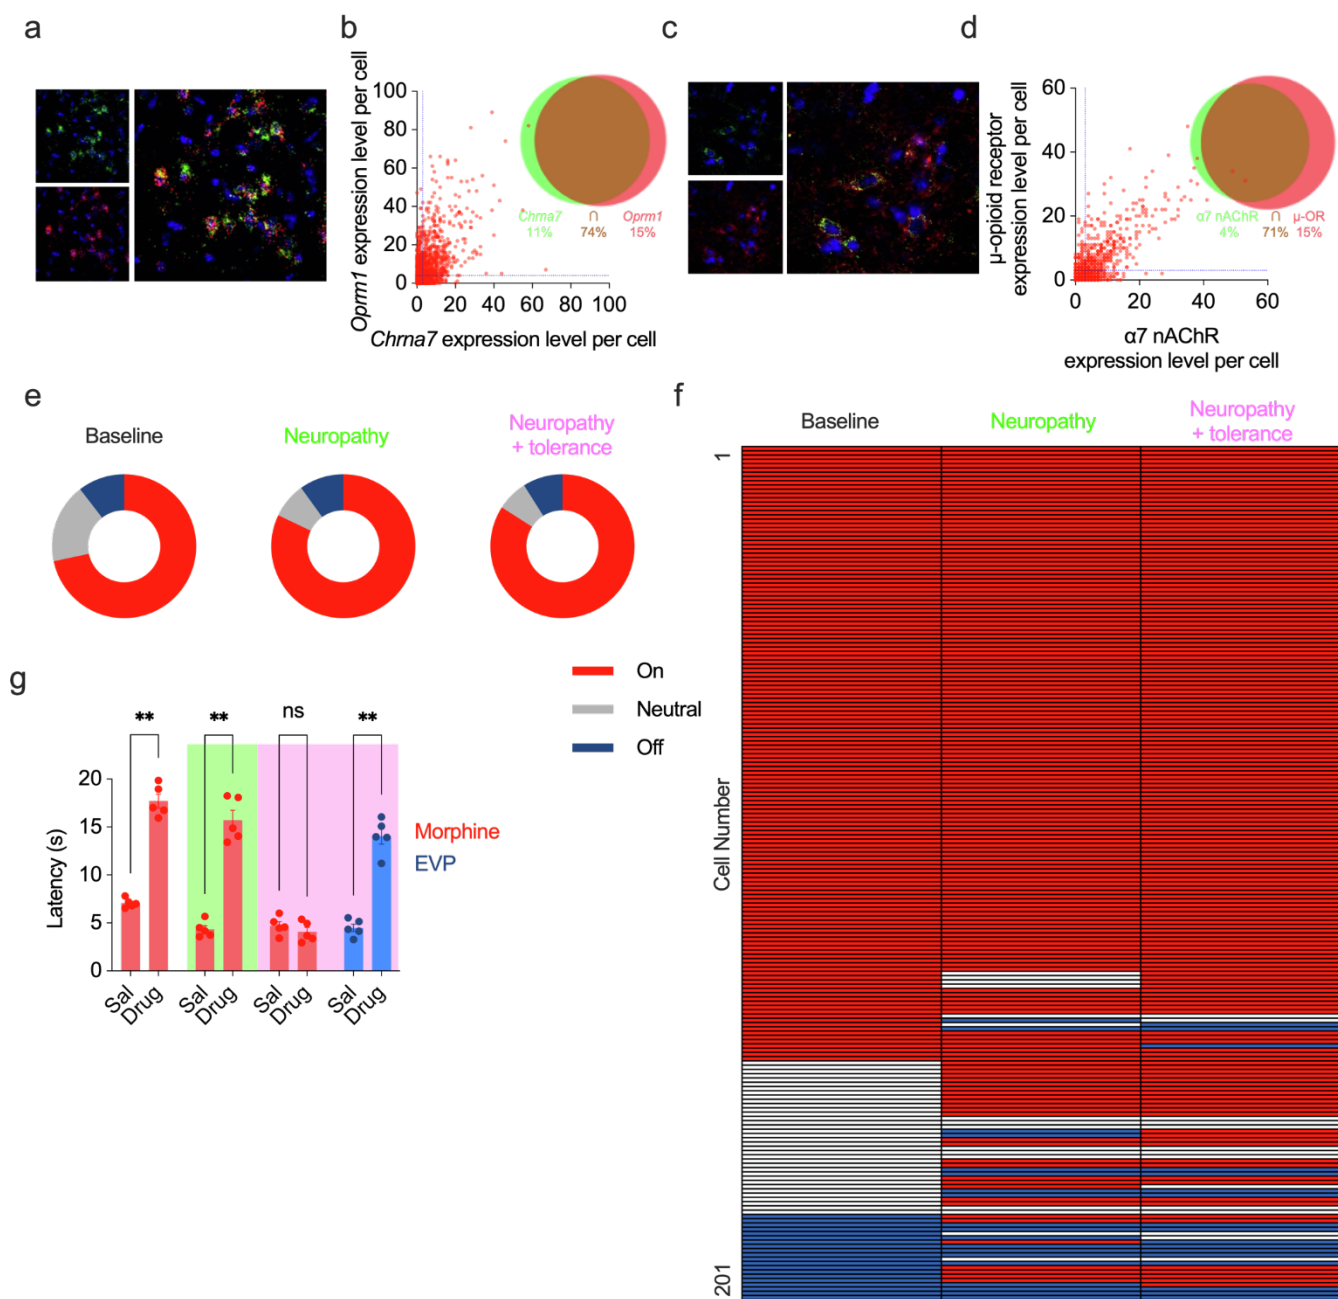 a
b
Oprm1 expression level per cell
100
80
60
40
20
0
0 20 40 60 80 100
Chrna7 expression level per cell
Chrna7 ∩ Oprm1
11% 74% 15%
c
d
μ-opioid receptor
expression level per cell
60
40
20
0
0 20 40 60
α7 nAChR
expression level per cell
α7 nAChR ∩ μ-OR
4% 71% 15%
e
Baseline
Neuropathy
Neuropathy
+ tolerance
On
Neutral
Off
f
Baseline
Neuropathy
Neuropathy
+ tolerance
1
Cell Number
201
g
** ** ns **
Latency (s)
20
15
10
5
0
Sal Drug Sal Drug Sal Drug Sal Drug
Morphine
EVP